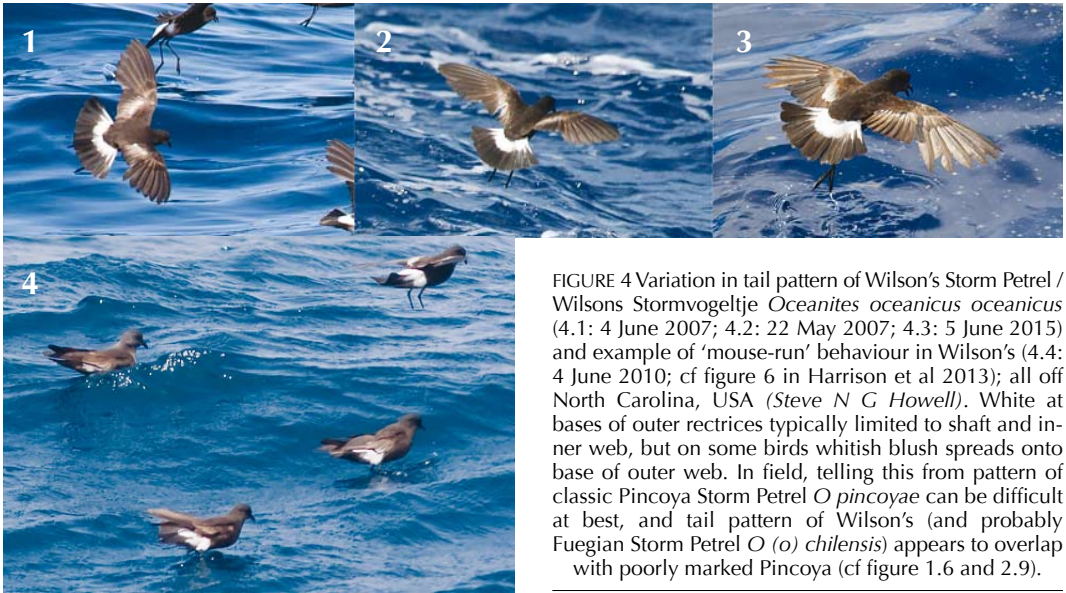 1
2
3
4
FIGURE 4 Variation in tail pattern of Wilson's Storm Petrel /
Wilsons Stormvogeltje Oceanites oceanicus oceanicus
(4.1: 4 June 2007; 4.2: 22 May 2007; 4.3: 5 June 2015)
and example of 'mouse-run' behaviour in Wilson's (4.4:
4 June 2010; cf figure 6 in Harrison et al 2013); all off
North Carolina, USA (Steve N G Howell). White at
bases of outer rectrices typically limited to shaft and in-
ner web, but on some birds whitish blush spreads onto
base of outer web. In field, telling this from pattern of
classic Pincoya Storm Petrel O pincoyae can be difficult
at best, and tail pattern of Wilson's (and probably
Fuegian Storm Petrel O (o) chilensis) appears to overlap
with poorly marked Pincoya (cf figure 1.6 and 2.9).